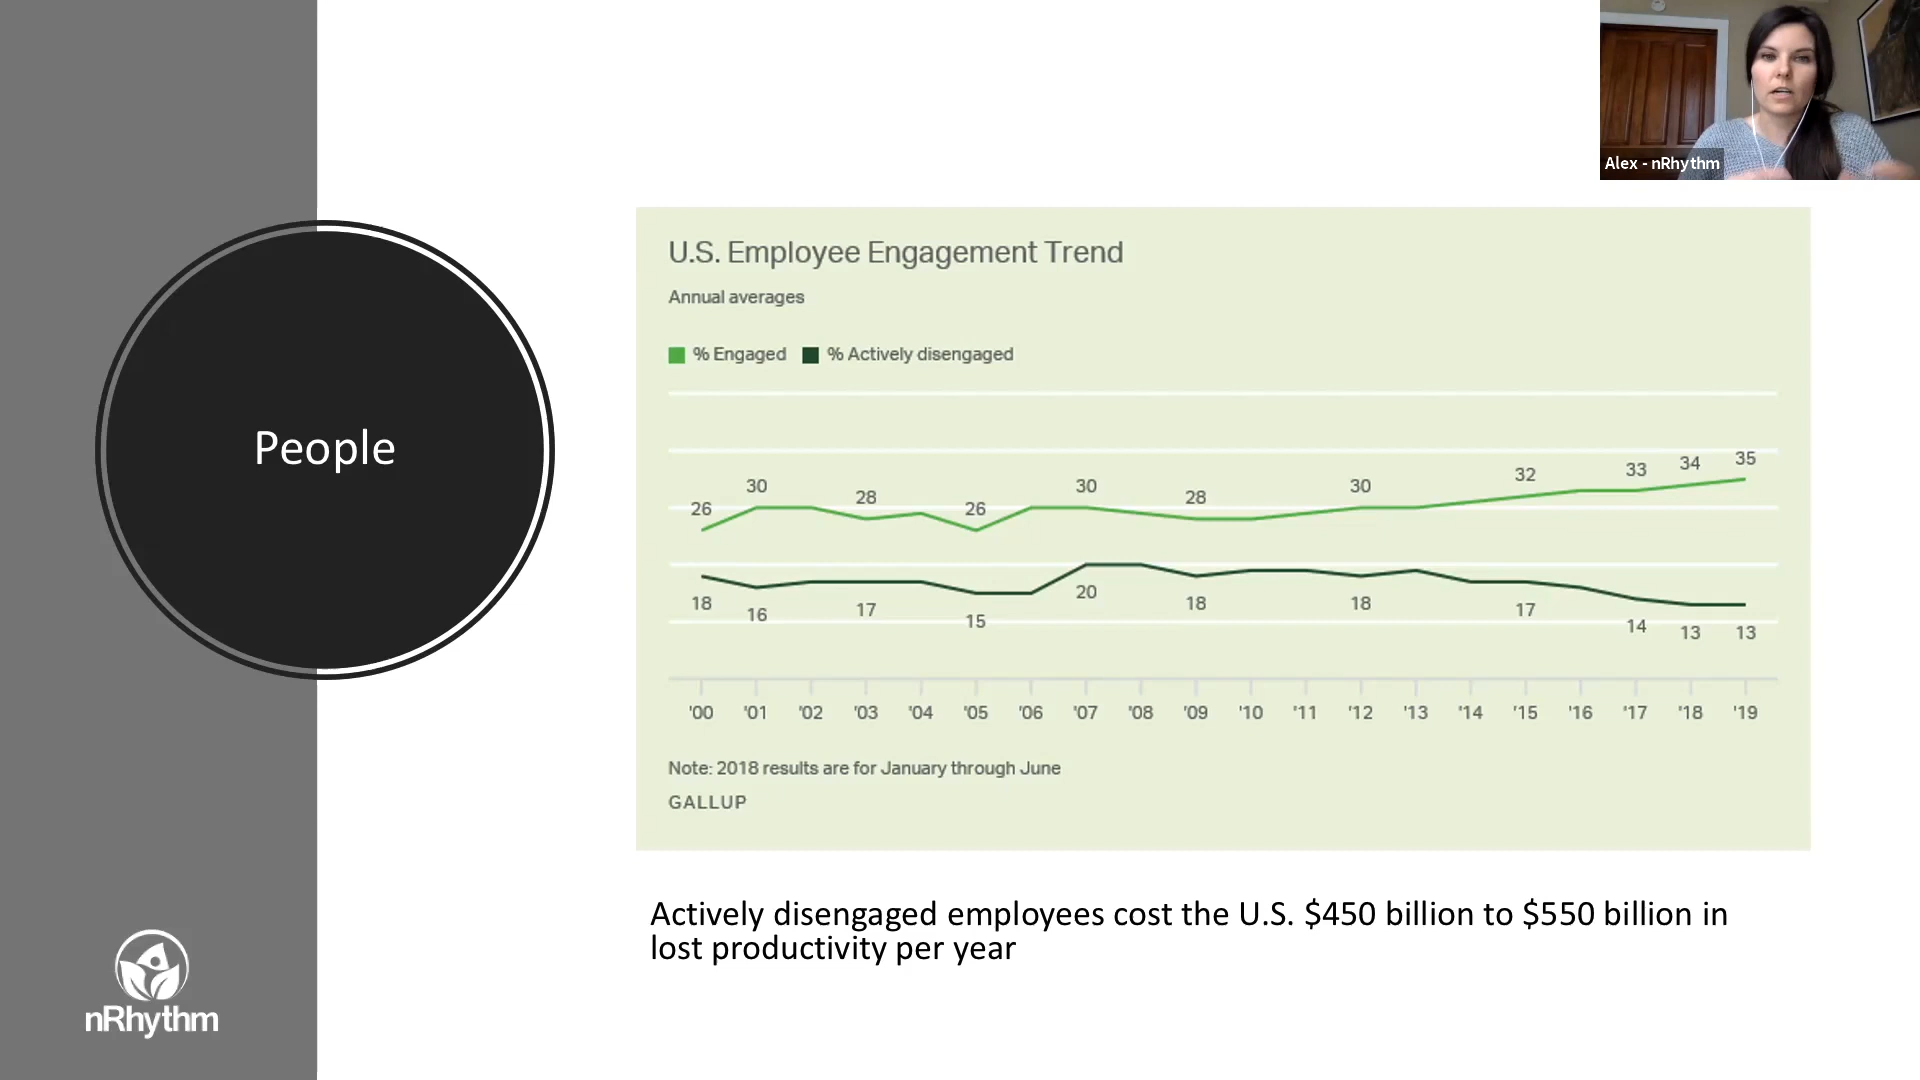 Alex - nRhythm
People
U.S. Employee Engagement Trend
Annual averages
% Engaged % Actively disengaged
26 30 28 26 30 28 30 32 33 34 35
18 16 17 15 20 18 18 17 14 13 13
'00 '01 '02 '03 '04 '05 '06 '07 '08 '09 '10 '11 '12 '13 '14 '15 '16 '17 '18 '19
Note: 2018 results are for January through June
GALLUP
Actively disengaged employees cost the U.S. $450 billion to $550 billion in
lost productivity per year
nRhythm